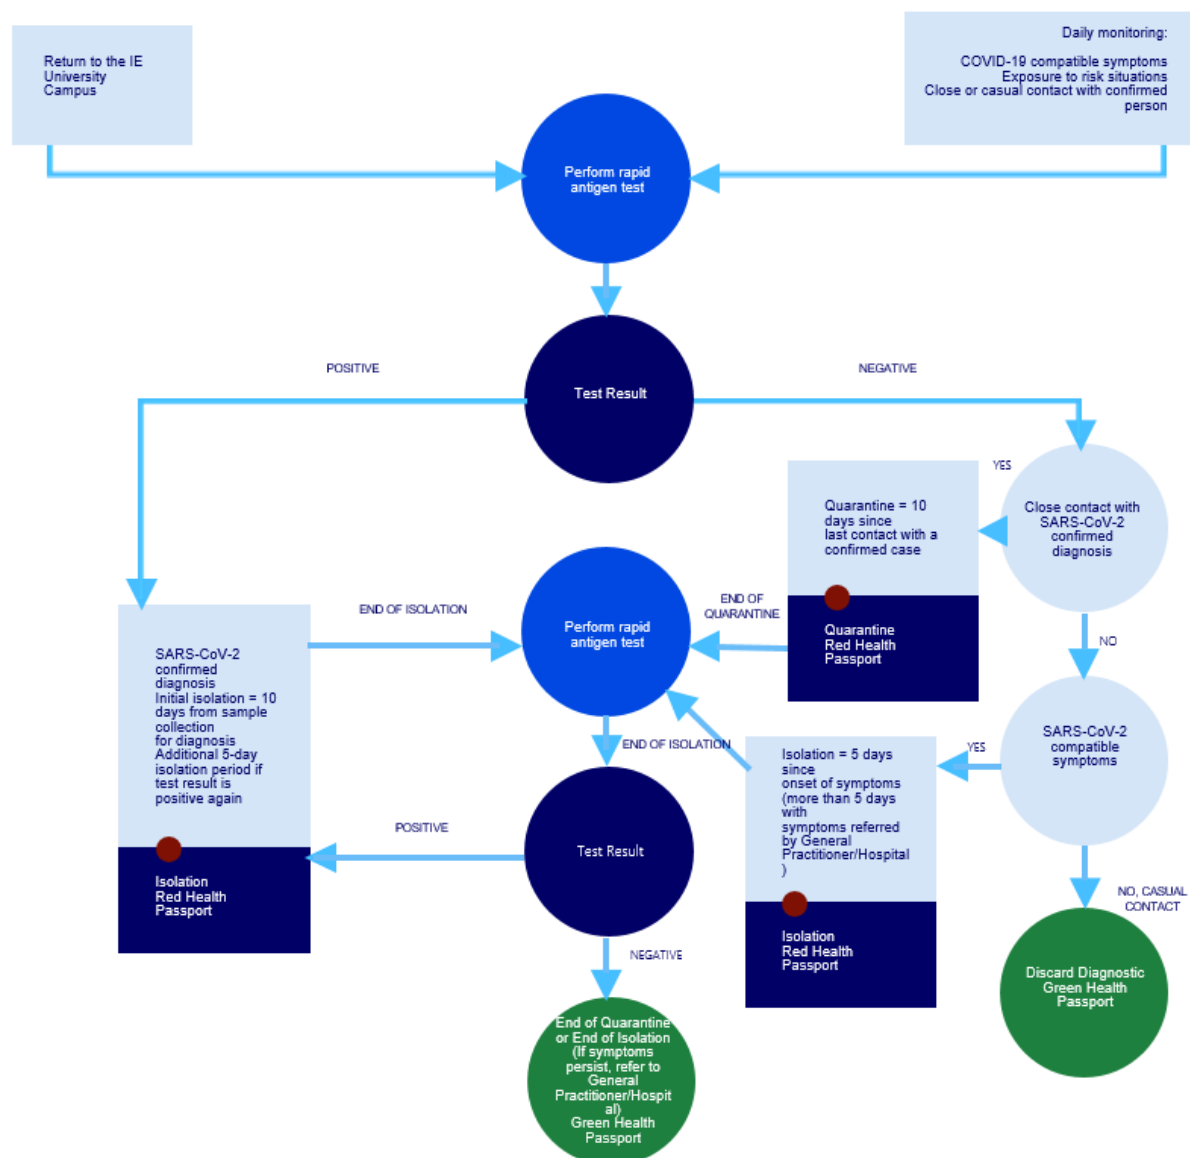 Return to the IE
University
Campus
Daily monitoring:
COVID-19 compatible symptoms
Exposure to risk situations
Close or casual contact with confirmed
person
Perform rapid
antigen test
Test Result
POSITIVE
NEGATIVE
YES
Close contact with
SARS-CoV-2
confirmed
diagnosis
Quarantine = 10
days since
last contact with a
confirmed case
Quarantine
Red Health
Passport
END OF
QUARANTINE
NO
SARS-CoV-2
compatible
symptoms
YES
Isolation = 5 days
since
onset of symptoms
(more than 5 days
with
symptoms referred
by General
Practitioner/Hospital
)
Isolation
Red Health
Passport
END OF ISOLATION
NO, CASUAL
CONTACT
Discard Diagnostic
Green Health
Passport
SARS-CoV-2
confirmed
diagnosis
Initial isolation = 10
days from sample
collection
for diagnosis
Additional 5-day
isolation period if
test result is
positive again
Isolation
Red Health
Passport
END OF ISOLATION
Perform rapid
antigen test
Test Result
POSITIVE
NEGATIVE
End of Quarantine
or End of Isolation
(If symptoms
persist, refer to
General
Practitioner/Hospit
al)
Green Health
Passport